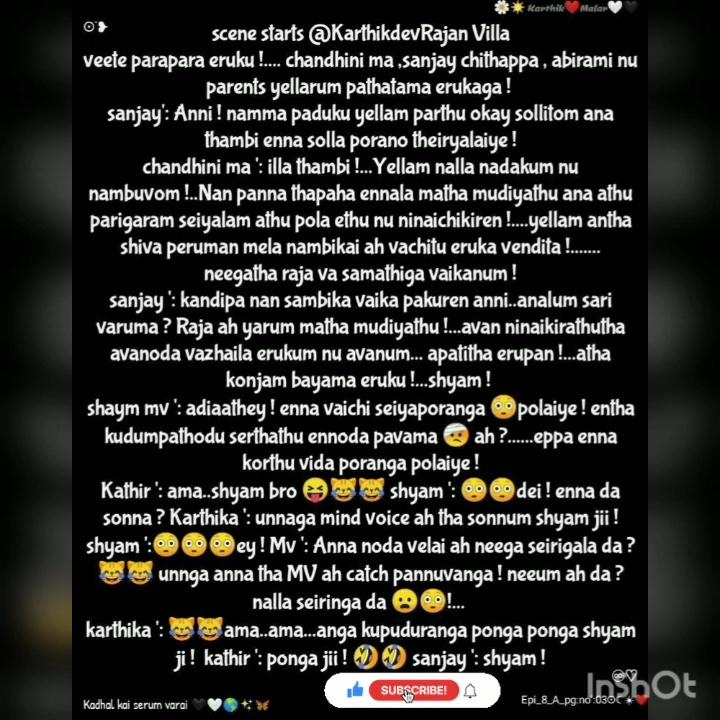 🌼☀️Karthik❤️Malar🤍🖤
scene starts @KarthikdevRajan Villa
veete parapara eruku !.... chandhini ma ,sanjay chithappa , abirami nu
parents yellarum pathatama erukaga !
sanjay': Anni ! namma paduku yellam parthu okay sollitom ana
thambi enna solla porano theiryalaiye !
chandhini ma ': illa thambi !...Yellam nalla nadakum nu
nambuvom !..Nan panna thapaha ennala matha mudiyathu ana athu
parigaram seiyalam athu pola ethu nu ninaichikiren !....yellam antha
shiva peruman mela nambikai ah vachitu eruka vendita !.......
neegatha raja va samathiga vaikanum !
sanjay ': kandipa nan sambika vaika pakuren anni..analum sari
varuma ? Raja ah yarum matha mudiyathu !...avan ninaikirathutha
avanoda vazhaila erukum nu avanum... apatitha erupan !...atha
konjam bayama eruku !...shyam !
shaym mv ': adiaathey ! enna vaichi seiyaporanga 😳polaiye ! entha
kudumpathodu serthathu ennoda pavama 🤕 ah ?......eppa enna
korthu vida poranga polaiye !
Kathir ': ama..shyam bro 😝😹😹 shyam ': 😳😳dei ! enna da
sonna ? Karthika ': unnaga mind voice ah tha sonnum shyam jii !
shyam ':😳😳😳ey ! Mv ': Anna noda velai ah neega seirigala da ?
😹😹 unnga anna tha MV ah catch pannuvanga ! neeum ah da ?
nalla seiringa da 😦😳!...
karthika ': 😹😹ama..ama...anga kupuduranga ponga ponga shyam
ji ! kathir ': ponga jii ! 🤣🤣 sanjay ': shyam !
InShOt
SUBSCRIBE!
Kadhal kai serum varai 🖤🤍🌎✨🦋
Epi_8_A_pg:no:03